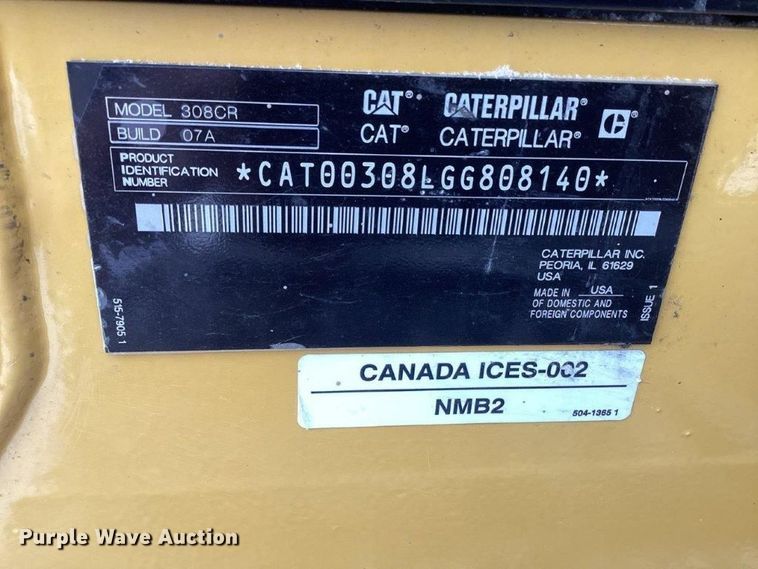 MODEL 308CR
BUILD 07A
CAT® CATERPILLAR®
CAT® CATERPILLAR® C®
PRODUCT
IDENTIFICATION
NUMBER
*CAT00308LGG808140*
CATERPILLAR INC.
PEORIA, IL 61629
USA
MADE IN USA
OF DOMESTIC AND
FOREIGN COMPONENTS
ISSUE 1
515-7905 1
CANADA ICES-002
NMB2
504-1365 1
Purple Wave Auction